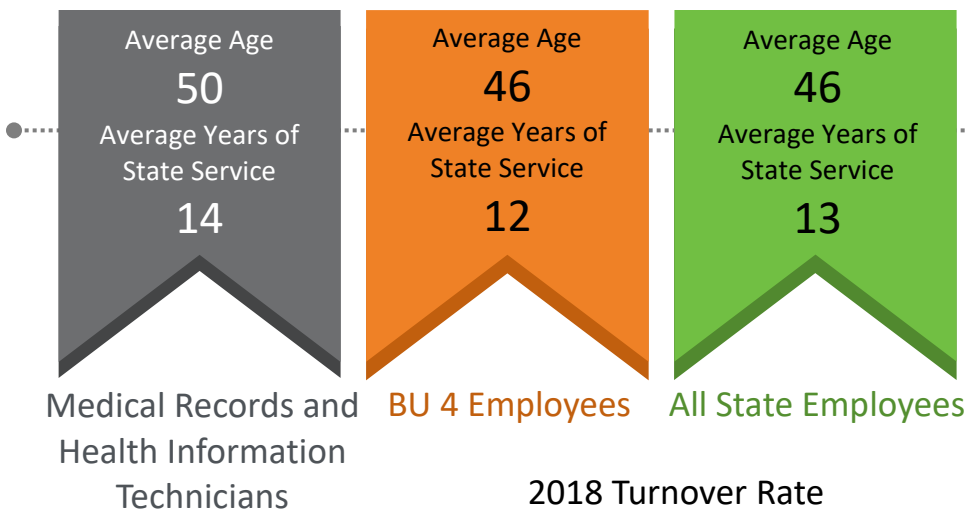 Average Age
50
Average Years of
State Service
14
Medical Records and
Health Information
Technicians
Average Age
46
Average Years of
State Service
12
BU 4 Employees
Average Age
46
Average Years of
State Service
13
All State Employees
2018 Turnover Rate